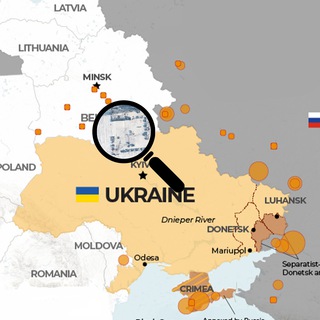 LATVIA
LITHUANIA
MINSK
BE
POLAND
KYIV
UKRAINE
Dnieper River
LUHANSK
DONETSK
MOLDOVA
Odesa
Mariupol
Separatist-
Donetsk a
ROMANIA
CRIMEA